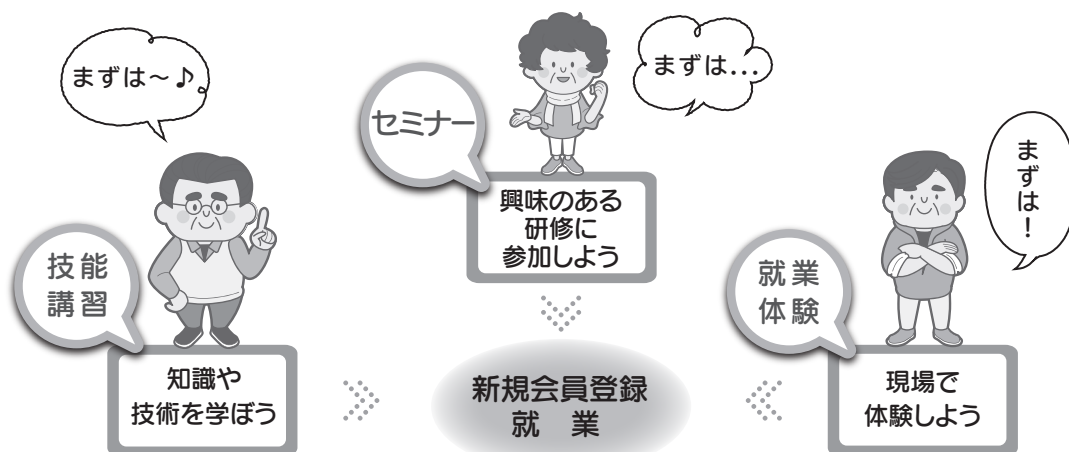 まずは～♪
技能
講習
知識や
技術を学ぼう
まずは...
セミナー
興味のある
研修に
参加しよう
まずは！
就業
体験
現場で
体験しよう
新規会員登録
就　業